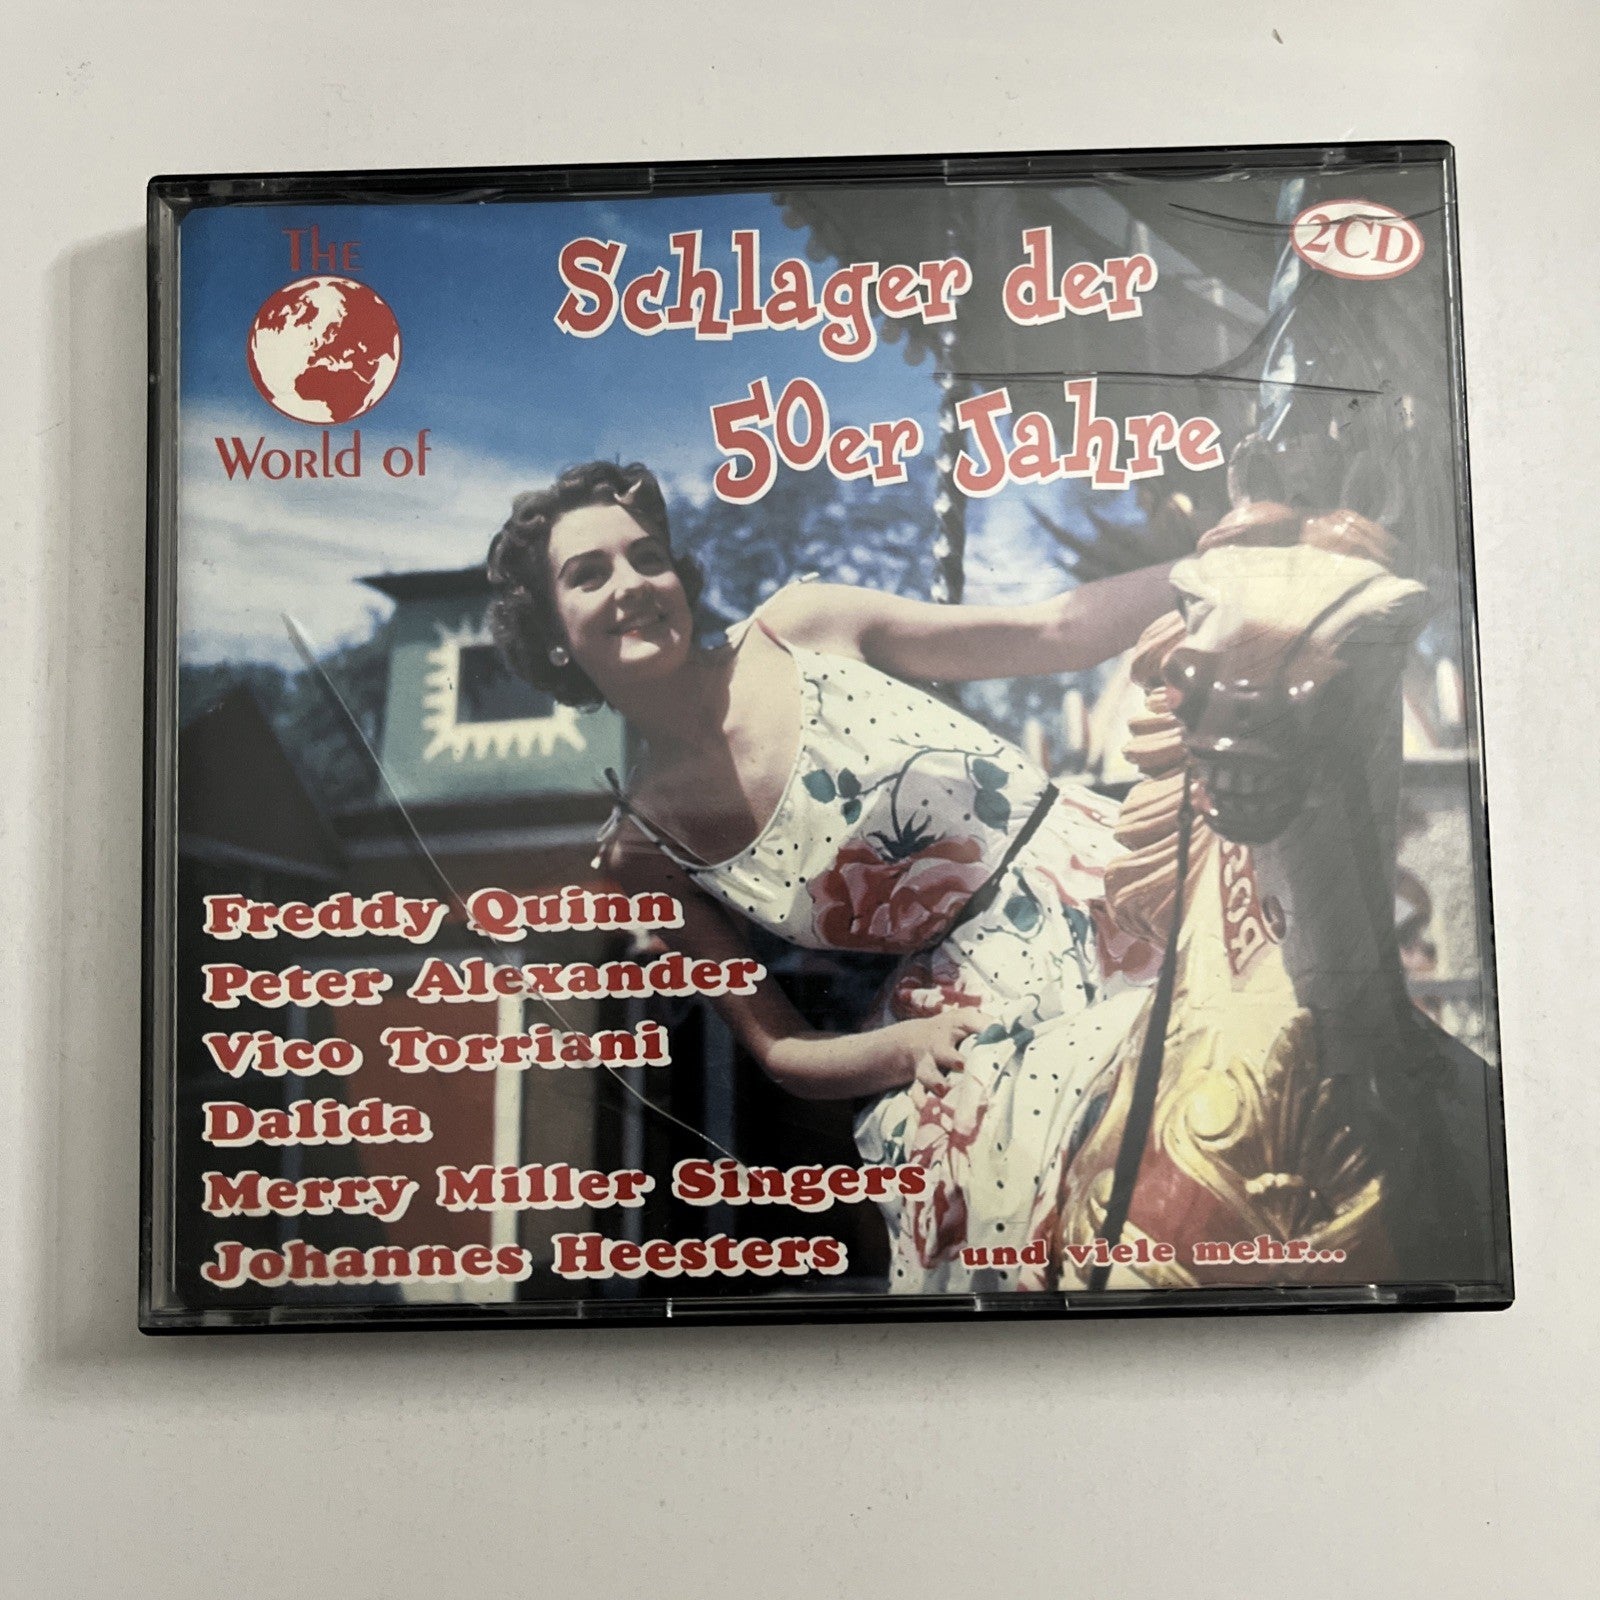 The
World of
Schlager der
50er Jahre
2CD
Freddy Quinn
Peter Alexander
Vico Torriani
Dalida
Merry Miller Singers
Johannes Heesters
und viele mehr...